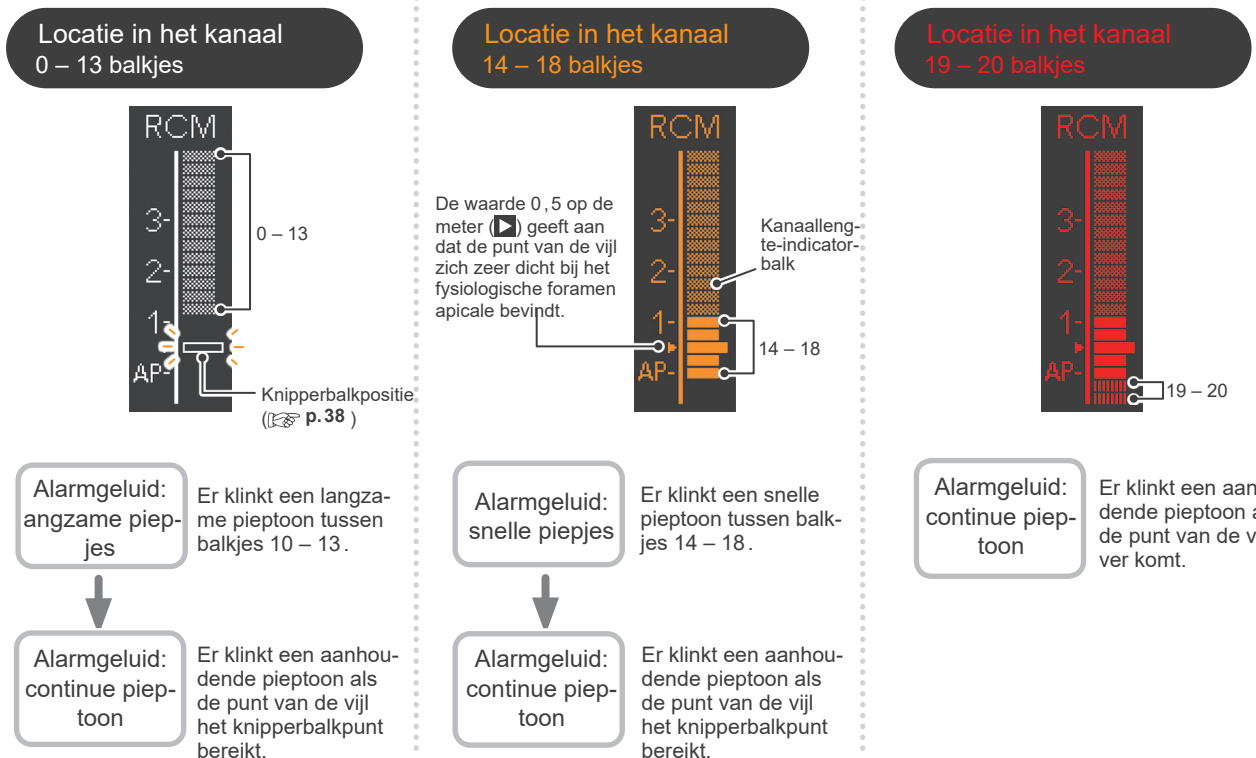 Locatie in het kanaal
0 – 13 balkjes
RCM
3-
2-
1-
AP-
0 – 13
Knipperbalkpositie
(☞ p.38 )
Alarmgeluid:
angzame piep-
jes
Er klinkt een langza-
me pieptoon tussen
balkjes 10 – 13.
Alarmgeluid:
continue piep-
toon
Er klinkt een aanhou-
dende pieptoon als
de punt van de vijl
het knipperbalkpunt
bereikt.
Locatie in het kanaal
14 – 18 balkjes
De waarde 0,5 op de
meter (▶) geeft aan
dat de punt van de vijl
zich zeer dicht bij het
fysiologische foramen
apicale bevindt.
RCM
3-
2-
1-
AP-
Kanaalleng-
te-indicator-
balk
14 – 18
Alarmgeluid:
snelle piepjes
Er klinkt een snelle
pieptoon tussen balk-
jes 14 – 18.
Alarmgeluid:
continue piep-
toon
Er klinkt een aanhou-
dende pieptoon als
de punt van de vijl
het knipperbalkpunt
bereikt.
Locatie in het kanaal
19 – 20 balkjes
RCM
3-
2-
1-
AP-
19 – 20
Alarmgeluid:
continue piep-
toon
Er klinkt een aan
dende pieptoon a
de punt van de v
ver komt.